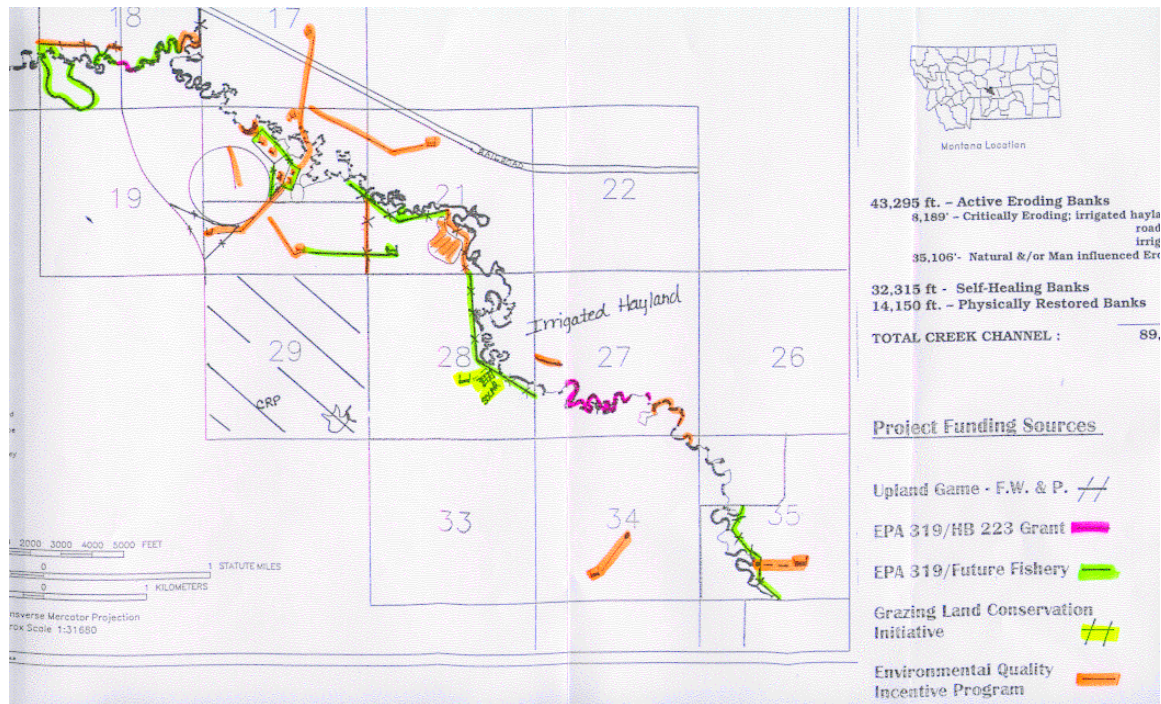 18
17
Montana Location
RAILROAD
19
21
22
43,295 ft. – Active Eroding Banks
8,189' – Critically Eroding; irrigated hayla
road
irrig
35,106'- Natural &/or Man influenced Ero
32,315 ft - Self-Healing Banks
14,150 ft. – Physically Restored Banks
TOTAL CREEK CHANNEL : 89,
Irrigated Hayland
29
28
27
26
CRP
SOLAR
Project Funding Sources
Upland Game - F.W. & P.
EPA 319/HB 223 Grant
EPA 319/Future Fishery
Grazing Land Conservation
Initiative
Environmental Quality
Incentive Program
33
34
35
2000 3000 4000 5000 FEET
0 1 STATUTE MILES
0 1 KILOMETERS
nsverse Mercator Projection
rox Scale 1:31680